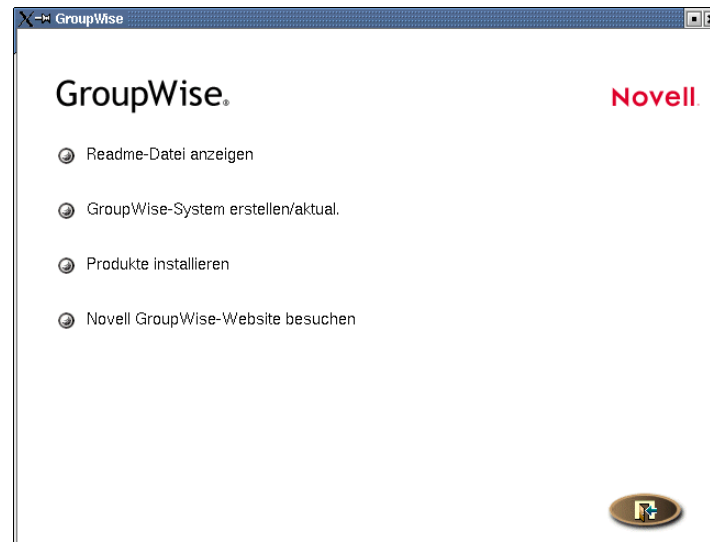 GroupWise
GroupWise®
Novell.
Readme-Datei anzeigen
GroupWise-System erstellen/aktual.
Produkte installieren
Novell GroupWise-Website besuchen